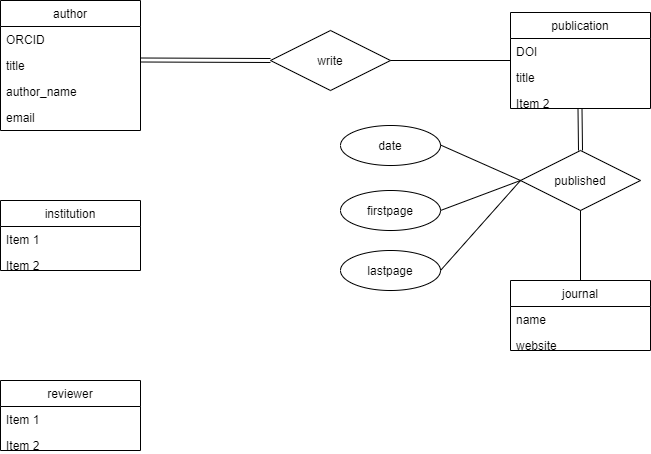 author
ORCID
title
author_name
email
write
publication
DOI
title
Item 2
date
firstpage
lastpage
published
institution
Item 1
Item 2
journal
name
website
reviewer
Item 1
Item 2